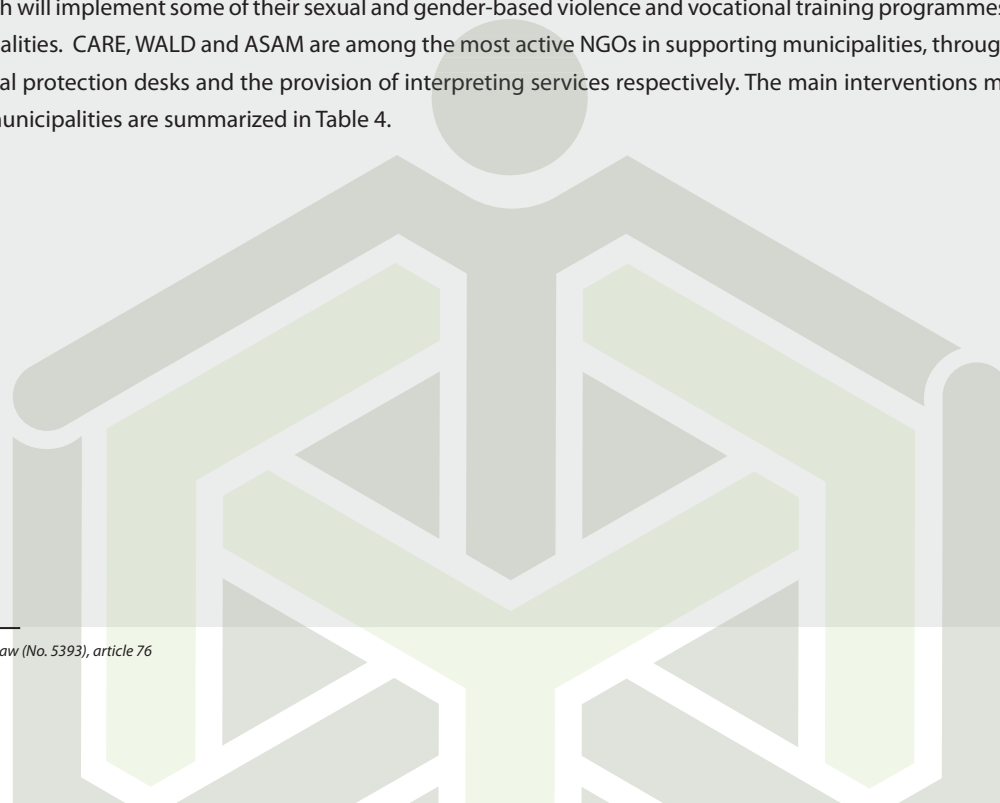 h will implement some of their sexual and gender-based violence and vocational training programmes
alities. CARE, WALD and ASAM are among the most active NGOs in supporting municipalities, throug
al protection desks and the provision of interpreting services respectively. The main interventions m
unicipalities are summarized in Table 4.
aw (No. 5393), article 76